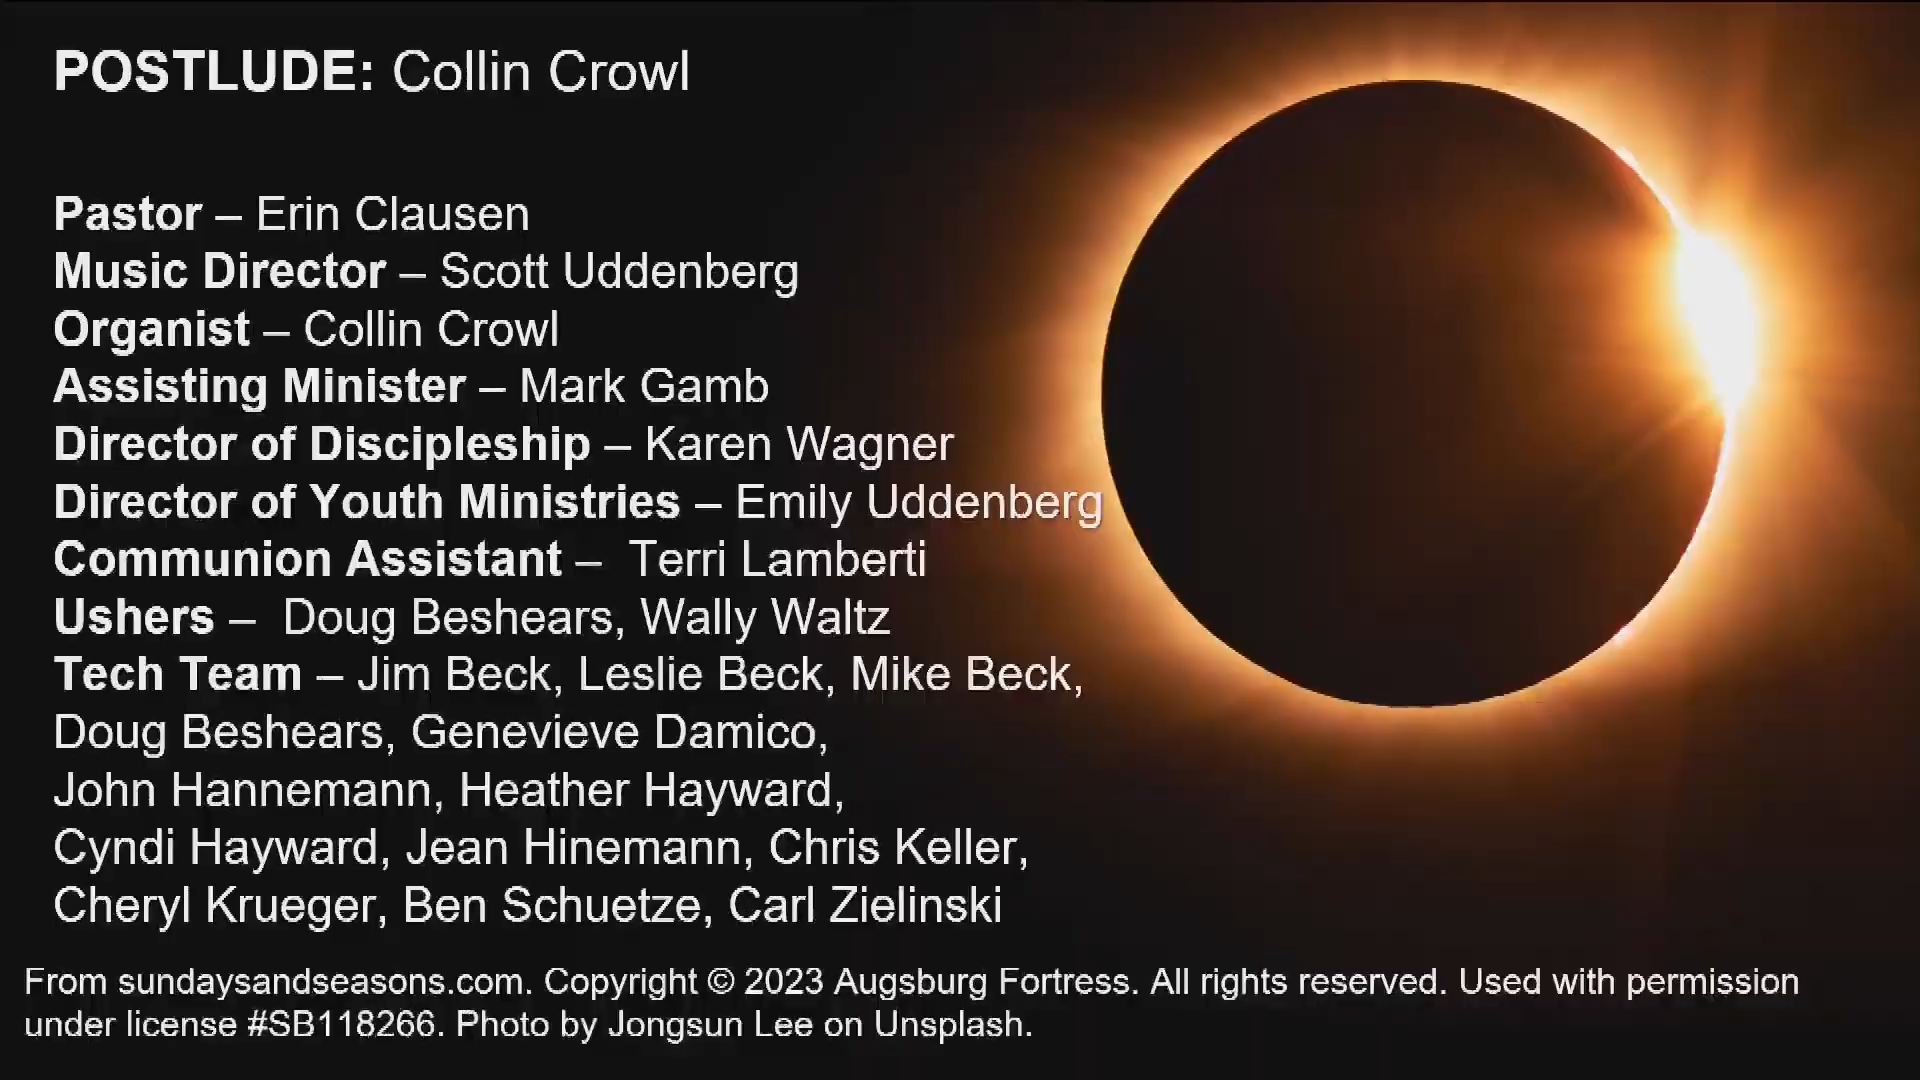 POSTLUDE: Collin Crowl
Pastor – Erin Clausen
Music Director – Scott Uddenberg
Organist – Collin Crowl
Assisting Minister – Mark Gamb
Director of Discipleship – Karen Wagner
Director of Youth Ministries – Emily Uddenberg
Communion Assistant – Terri Lamberti
Ushers – Doug Beshears, Wally Waltz
Tech Team – Jim Beck, Leslie Beck, Mike Beck,
Doug Beshears, Genevieve Damico,
John Hannemann, Heather Hayward,
Cyndi Hayward, Jean Hinemann, Chris Keller,
Cheryl Krueger, Ben Schuetze, Carl Zielinski
From sundaysandseasons.com. Copyright © 2023 Augsburg Fortress. All rights reserved. Used with permission
under license #SB118266. Photo by Jongsun Lee on Unsplash.